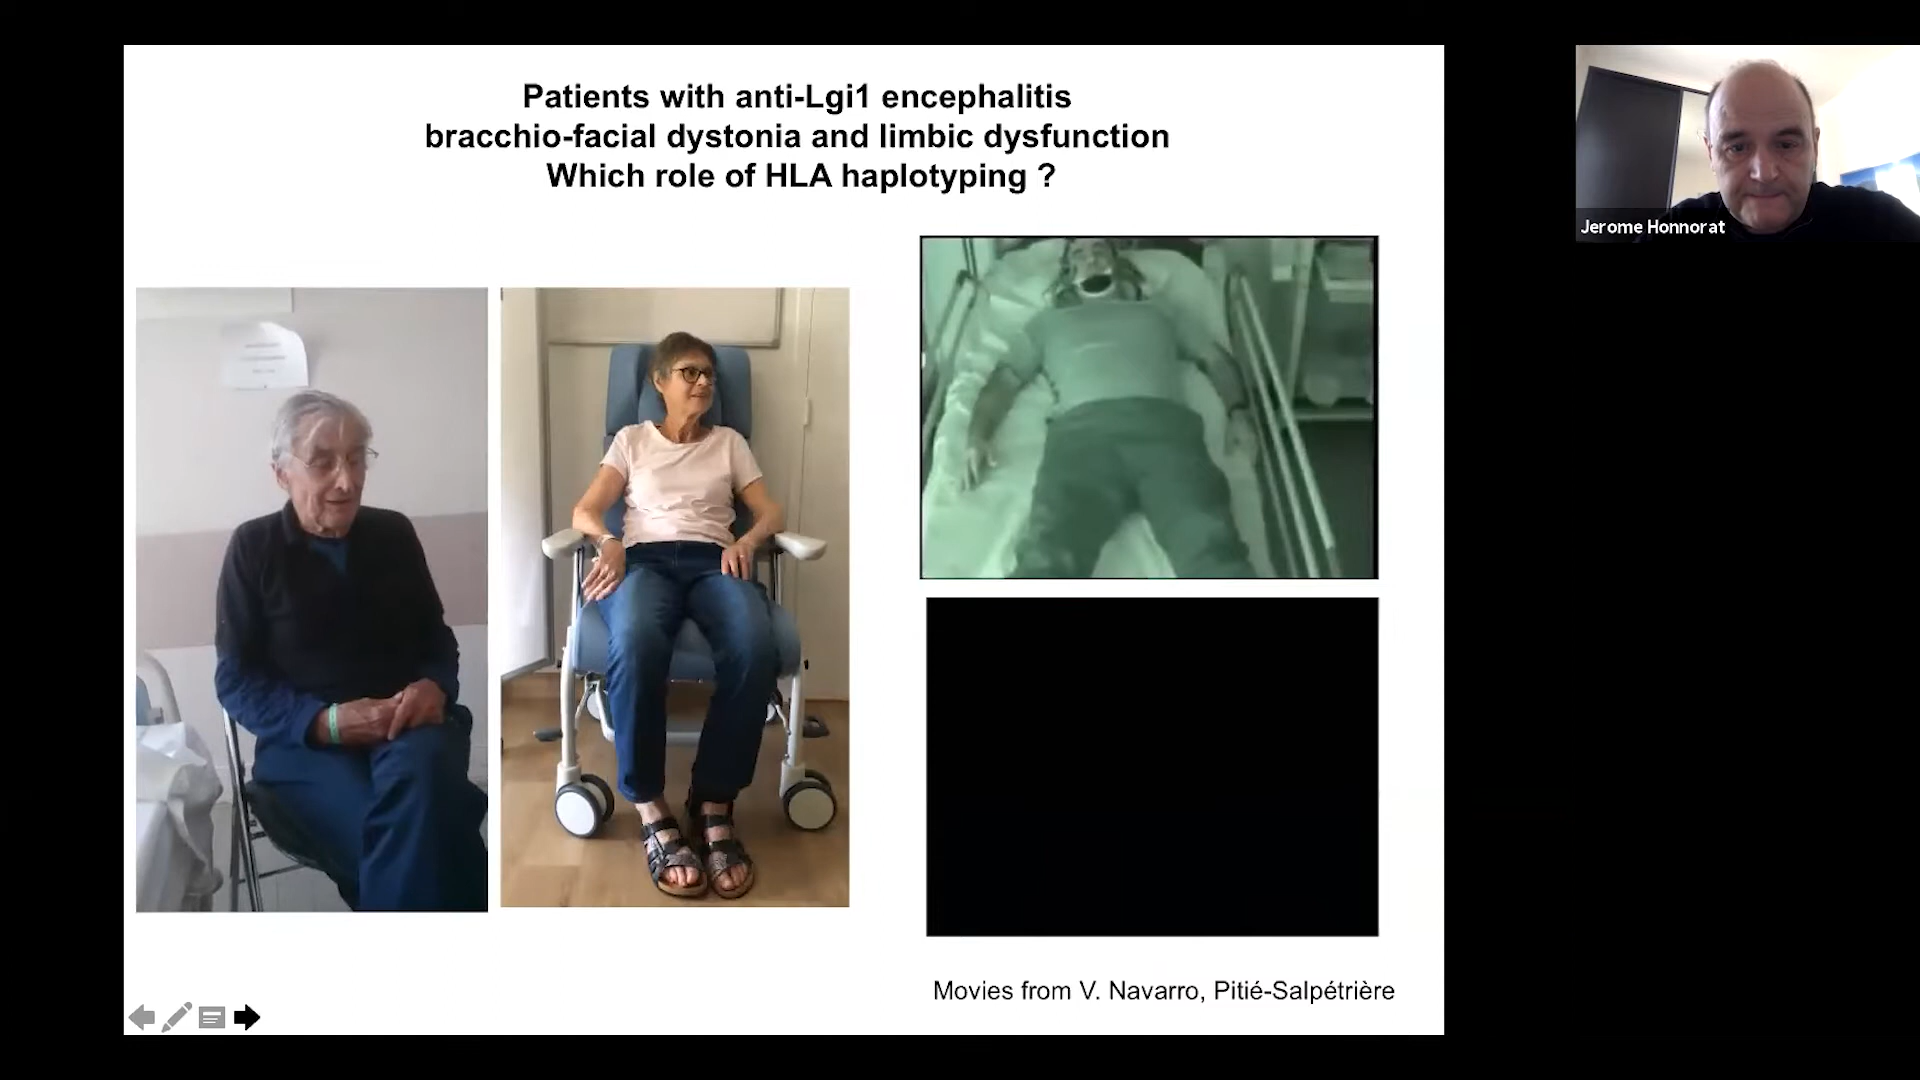 Patients with anti-Lgi1 encephalitis
bracchio-facial dystonia and limbic dysfunction
Which role of HLA haplotyping ?
Jerome Honnorat
Movies from V. Navarro, Pitié-Salpétrière